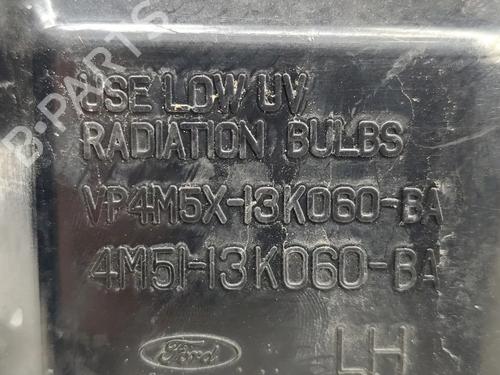 B-PARTS
USE LOW UV
RADIATION BULBS
VP4M5X-13K060-BA
4M51-13K060-BA
Ford
LH